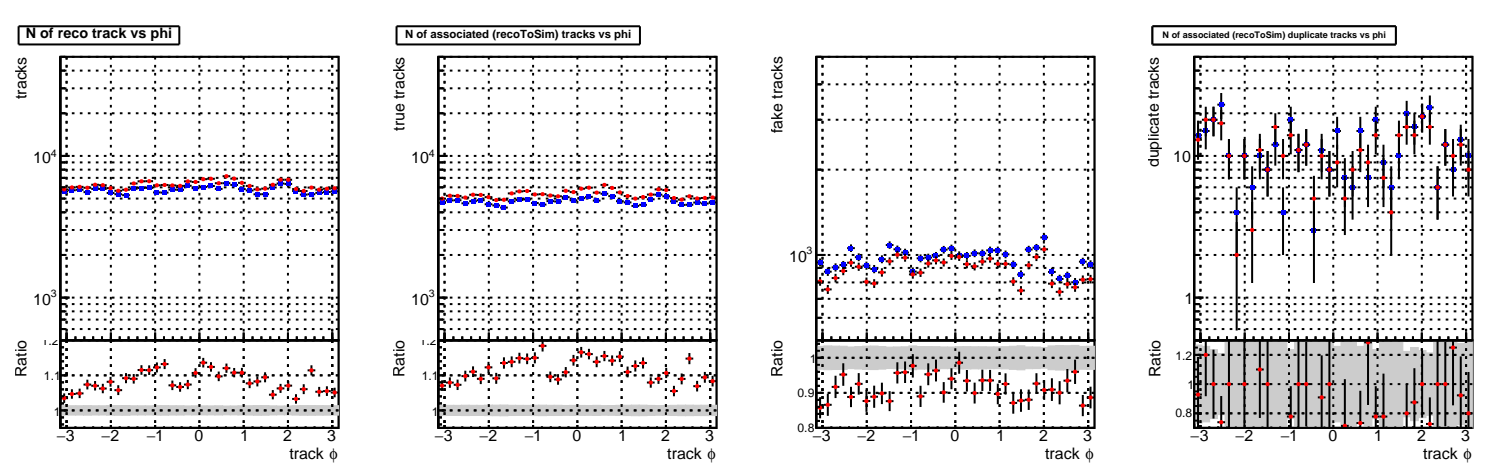 N of reco track vs phi
tracks
10⁴
10³
Ratio
1.2
1.1
1
−3 −2 −1 0 1 2 3
track ϕ
N of associated (recoToSim) tracks vs phi
true tracks
10⁴
10³
Ratio
1.2
1.1
1
−3 −2 −1 0 1 2 3
track ϕ
fake tracks
10³
Ratio
1
0.9
0.8
−3 −2 −1 0 1 2 3
track ϕ
N of associated (recoToSim) duplicate tracks vs phi
duplicate tracks
10
1
Ratio
1.2
1
0.8
−3 −2 −1 0 1 2 3
track ϕ